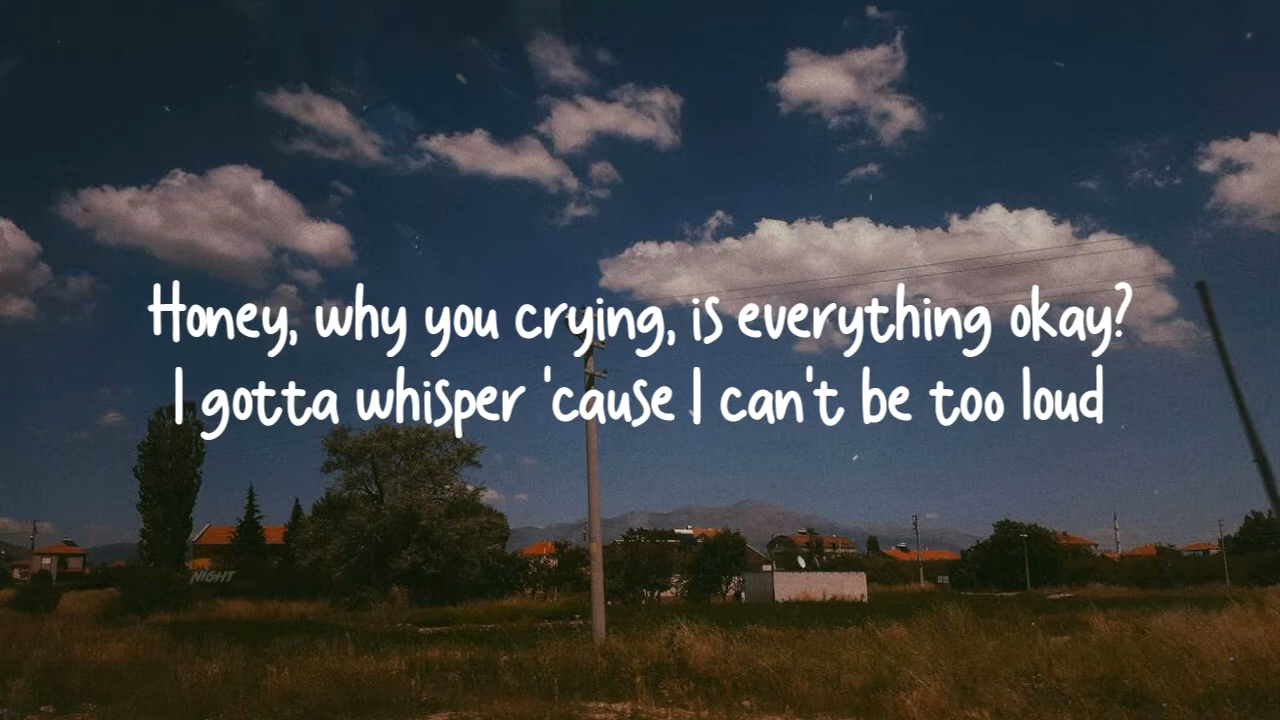 Honey, why you crying, is everything okay?
I gotta whisper 'cause I can't be too loud
NIGHT